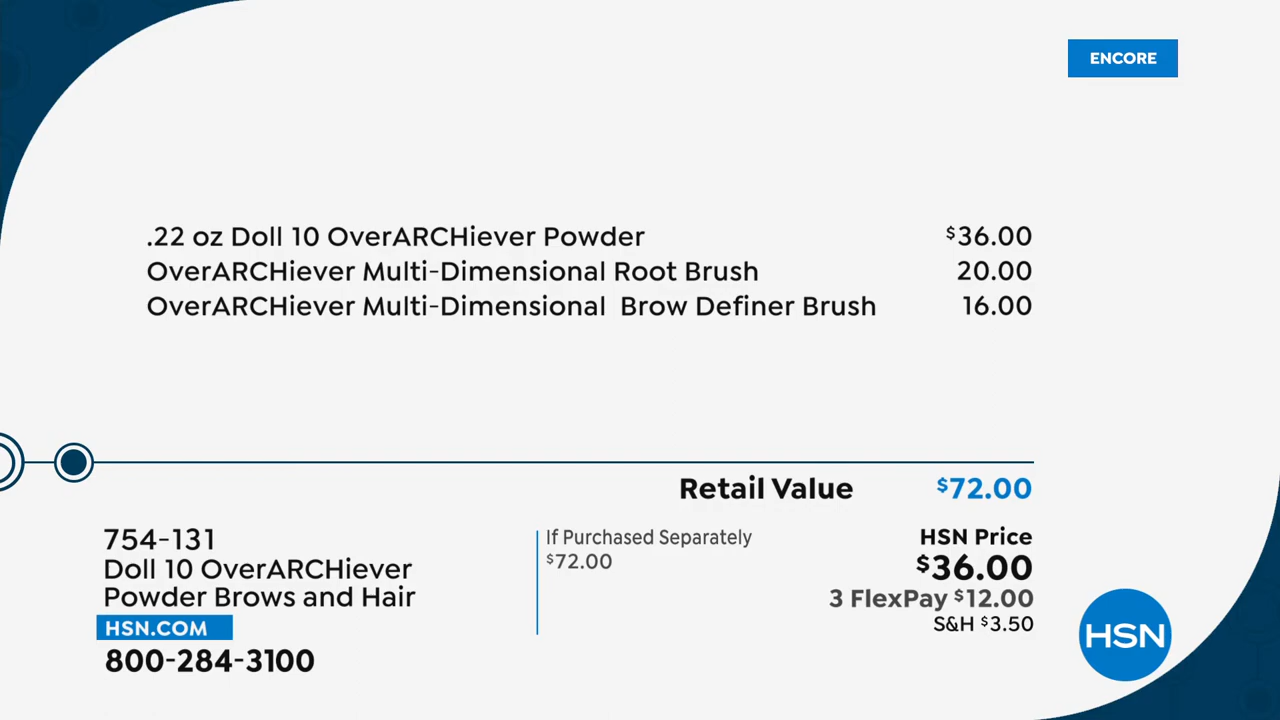 ENCORE
.22 oz Doll 10 OverARCHiever Powder $36.00
OverARCHiever Multi-Dimensional Root Brush 20.00
OverARCHiever Multi-Dimensional Brow Definer Brush 16.00
Retail Value $72.00
754-131
Doll 10 OverARCHiever
Powder Brows and Hair
HSN.COM
800-284-3100
If Purchased Separately
$72.00
HSN Price
$36.00
3 FlexPay $12.00
S&H $3.50
HSN